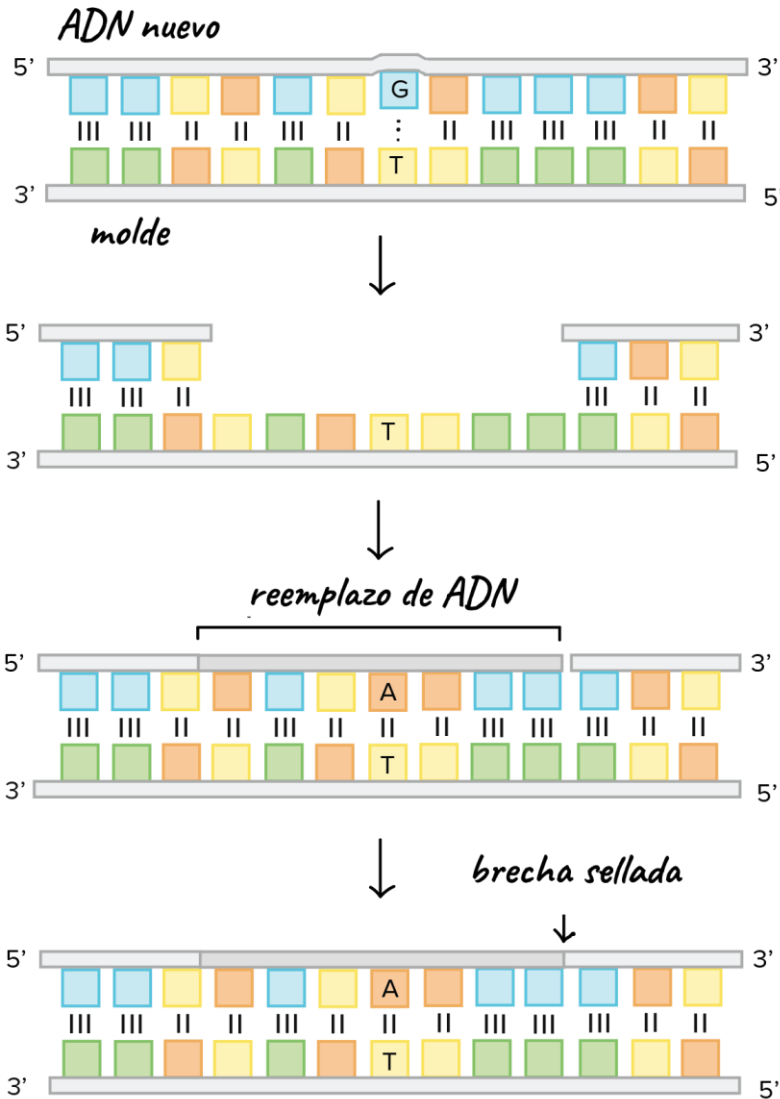 ADN nuevo
5' 3'
G
T
3' 5'
molde
5' 3'
T
3' 5'
reemplazo de ADN
5' 3'
A
T
3' 5'
brecha sellada
5' 3'
A
T
3' 5'